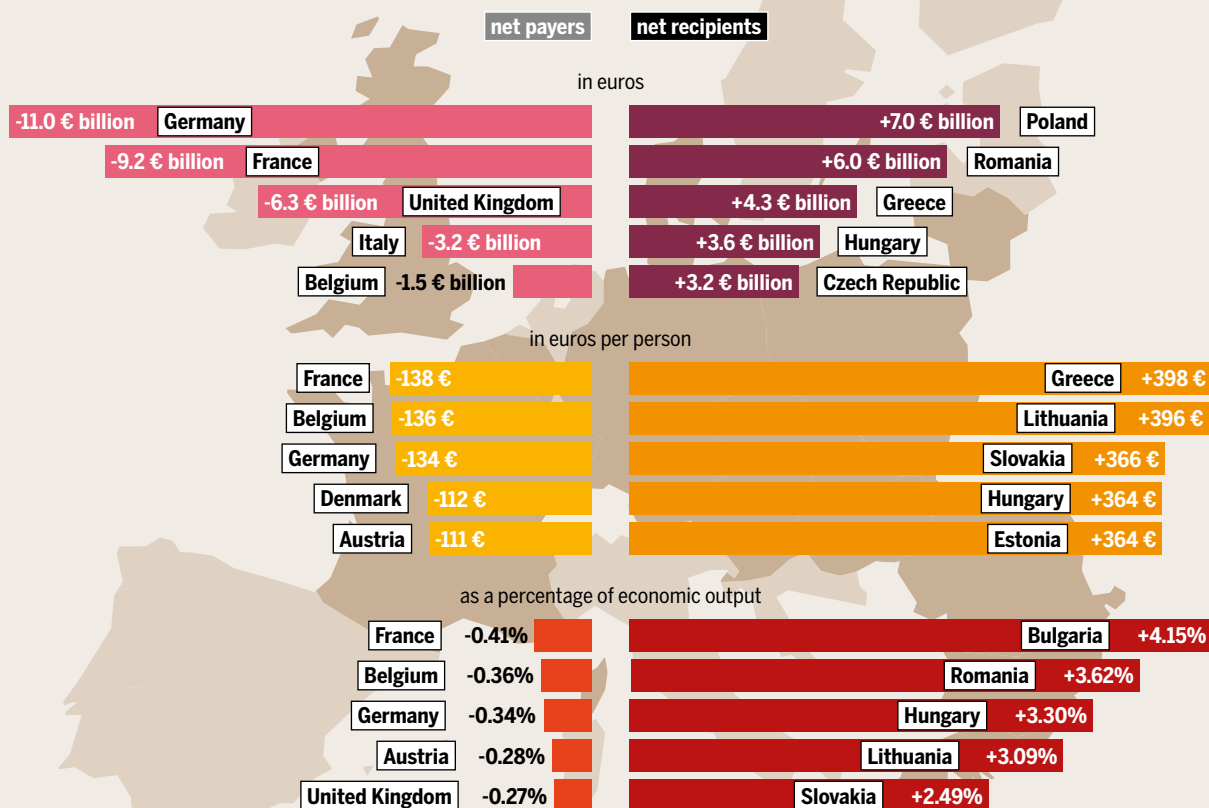 net payers net recipients
in euros
-11.0 € billion Germany +7.0 € billion Poland
-9.2 € billion France +6.0 € billion Romania
-6.3 € billion United Kingdom +4.3 € billion Greece
Italy -3.2 € billion +3.6 € billion Hungary
Belgium -1.5 € billion +3.2 € billion Czech Republic
in euros per person
France -138 € Greece +398 €
Belgium -136 € Lithuania +396 €
Germany -134 € Slovakia +366 €
Denmark -112 € Hungary +364 €
Austria -111 € Estonia +364 €
as a percentage of economic output
France -0.41% Bulgaria +4.15%
Belgium -0.36% Romania +3.62%
Germany -0.34% Hungary +3.30%
Austria -0.28% Lithuania +3.09%
United Kingdom -0.27% Slovakia +2.49%